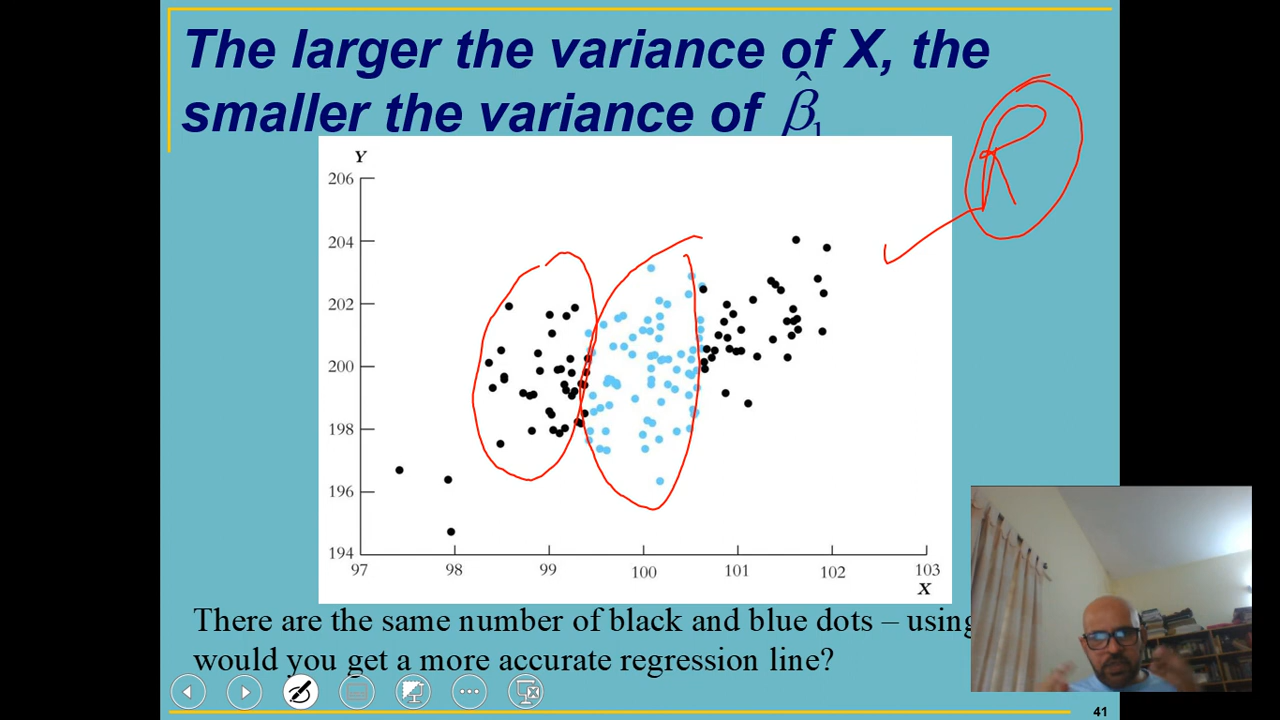 The larger the variance of X, the
smaller the variance of β̂₁
R
Y
206
204
202
200
198
196
194
97 98 99 100 101 102 103
X
There are the same number of black and blue dots – using
would you get a more accurate regression line?
41